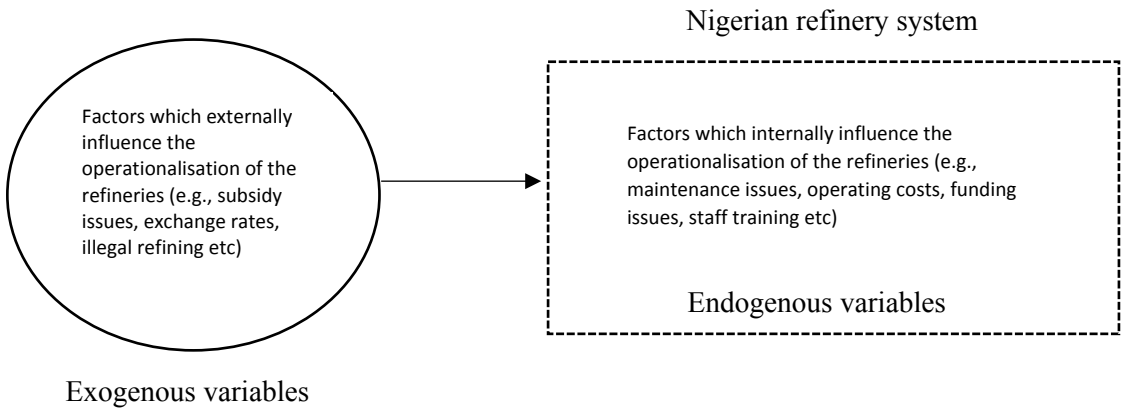 Nigerian refinery system
Factors which externally
influence the
operationalisation of the
refineries (e.g., subsidy
issues, exchange rates,
illegal refining etc)
Factors which internally influence the
operationalisation of the refineries (e.g.,
maintenance issues, operating costs, funding
issues, staff training etc)
Endogenous variables
Exogenous variables